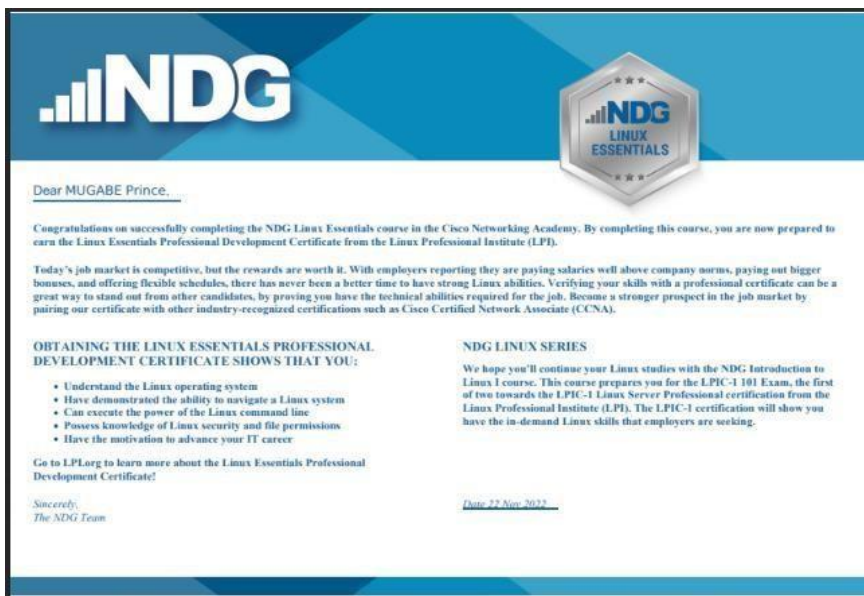 NDG
NDG
LINUX
ESSENTIALS
Dear MUGABE Prince,
Congratulations on successfully completing the NDG Linux Essentials course in the Cisco Networking Academy. By completing this course, you are now prepared to
earn the Linux Essentials Professional Development Certificate from the Linux Professional Institute (LPI).
Today's job market is competitive, but the rewards are worth it. With employers reporting they are paying salaries well above company norms, paying out bigger
bonuses, and offering flexible schedules, there has never been a better time to have strong Linux abilities. Verifying your skills with a professional certificate can be a
great way to stand out from other candidates, by proving you have the technical abilities required for the job. Become a stronger prospect in the job market by
pairing our certificate with other industry-recognized certifications such as Cisco Certified Network Associate (CCNA).
OBTAINING THE LINUX ESSENTIALS PROFESSIONAL
DEVELOPMENT CERTIFICATE SHOWS THAT YOU:
• Understand the Linux operating system
• Have demonstrated the ability to navigate a Linux system
• Can execute the power of the Linux command line
• Possess knowledge of Linux security and file permissions
• Have the motivation to advance your IT career
Go to LPI.org to learn more about the Linux Essentials Professional
Development Certificate!
Sincerely,
The NDG Team
NDG LINUX SERIES
We hope you'll continue your Linux studies with the NDG Introduction to
Linux I course. This course prepares you for the LPIC-1 101 Exam, the first
of two towards the LPIC-1 Linux Server Professional certification from the
Linux Professional Institute (LPI). The LPIC-1 certification will show you
have the in-demand Linux skills that employers are seeking.
Date 22 Nov 2022